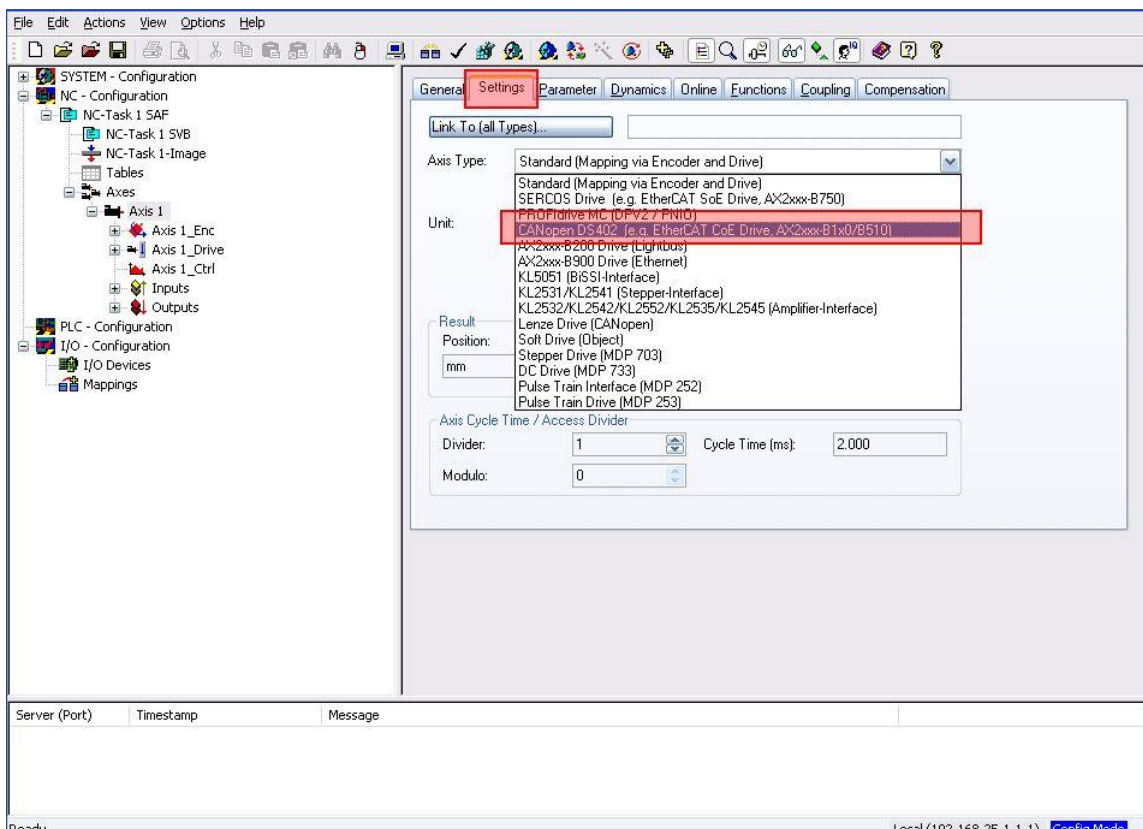 File Edit Actions View Options Help
SYSTEM - Configuration
NC - Configuration
NC-Task 1 SAF
NC-Task 1 SVB
NC-Task 1-Image
Tables
Axes
Axis 1
Axis 1_Enc
Axis 1_Drive
Axis 1_Ctrl
Inputs
Outputs
PLC - Configuration
I/O - Configuration
I/O Devices
Mappings
General Settings Parameter Dynamics Online Functions Coupling Compensation
Link To (all Types)...
Axis Type: Standard (Mapping via Encoder and Drive)
Standard (Mapping via Encoder and Drive)
SERCOS Drive (e.g. EtherCAT SoE Drive, AX2xxx-B750)
Unit: PROFIdrive MC (DPV2 / PNIO)
CANopen DS402 (e.g. EtherCAT CoE Drive, AX2xxx-B1x0/B510)
AX2xxx-B200 Drive (Lightbus)
AX2xxx-B900 Drive (Ethernet)
KL5051 (BiSSI-Interface)
KL2531/KL2541 (Stepper-Interface)
KL2532/KL2542/KL2552/KL2535/KL2545 (Amplifier-Interface)
Result
Lenze Drive (CANopen)
Position: Soft Drive (Object)
Stepper Drive (MDP 703)
mm
DC Drive (MDP 733)
Pulse Train Interface (MDP 252)
Pulse Train Drive (MDP 253)
Axis Cycle Time / Access Divider
Divider: 1 Cycle Time (ms): 2.000
Modulo: 0
Server (Port) Timestamp Message
Ready Local (192.168.25.1.1.1) Config Mode